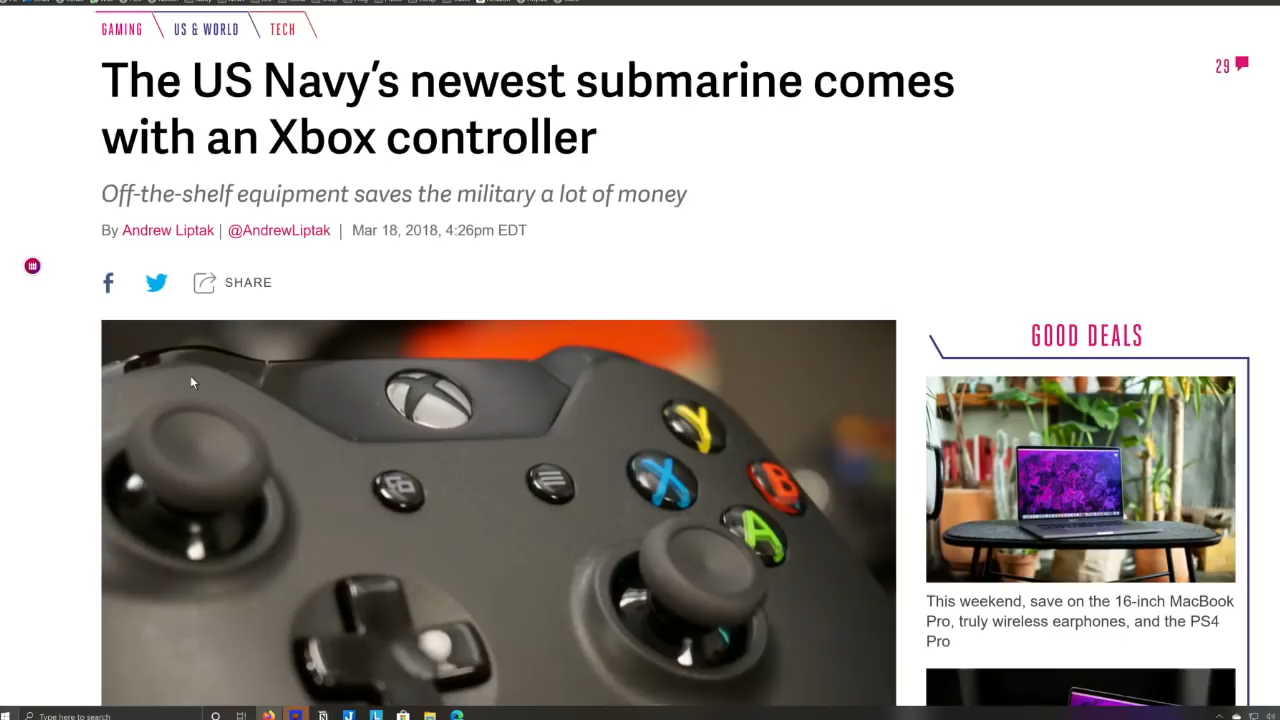 GAMING US & WORLD TECH
The US Navy's newest submarine comes
with an Xbox controller
29
Off-the-shelf equipment saves the military a lot of money
By Andrew Liptak | @AndrewLiptak | Mar 18, 2018, 4:26pm EDT
SHARE
GOOD DEALS
Y
X
B
A
This weekend, save on the 16-inch MacBook
Pro, truly wireless earphones, and the PS4
Pro
Type here to search